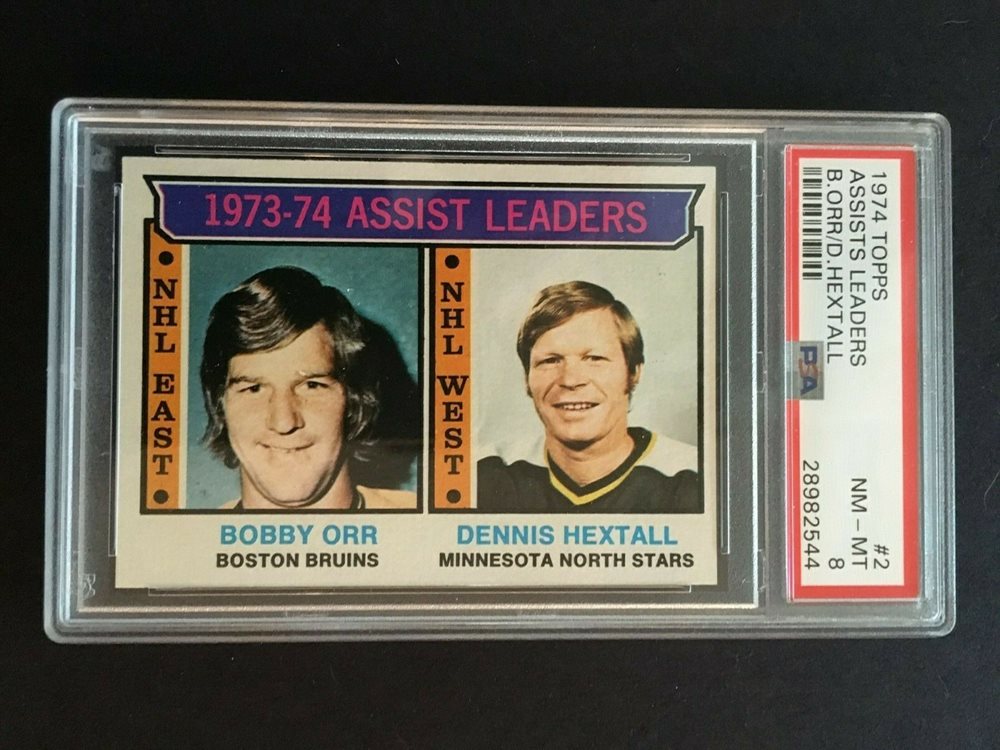 1973-74 ASSIST LEADERS
NHL EAST
NHL WEST
BOBBY ORR
BOSTON BRUINS
DENNIS HEXTALL
MINNESOTA NORTH STARS
1974 TOPPS #2
ASSISTS LEADERS NM - MT
B.ORR/D.HEXTALL 8
PSA 28982544